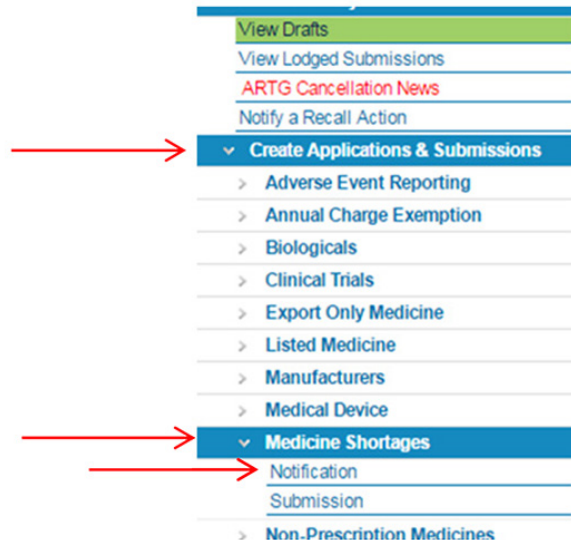 View Drafts
View Lodged Submissions
ARTG Cancellation News
Notify a Recall Action
Create Applications & Submissions
Adverse Event Reporting
Annual Charge Exemption
Biologicals
Clinical Trials
Export Only Medicine
Listed Medicine
Manufacturers
Medical Device
Medicine Shortages
Notification
Submission
Non-Prescription Medicines